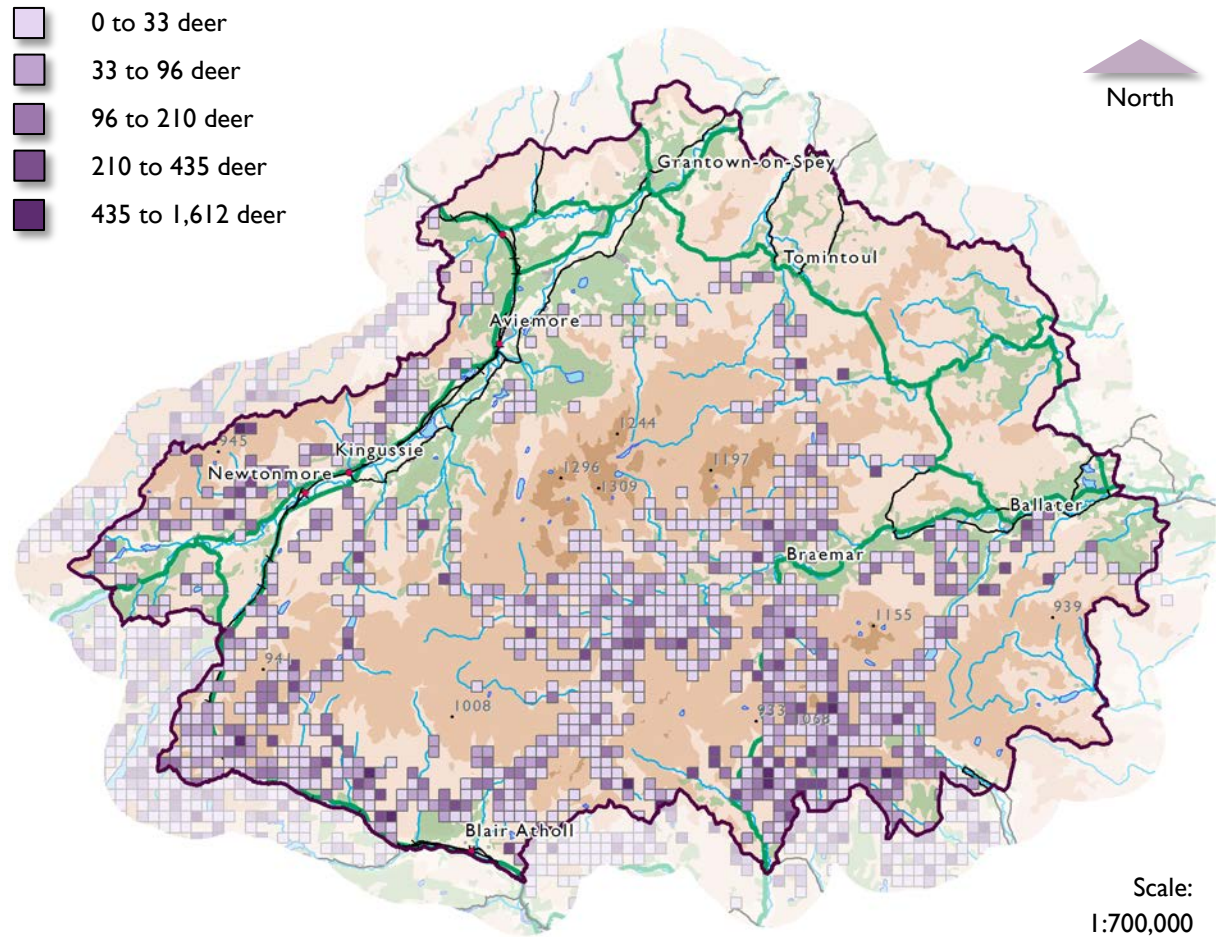 0 to 33 deer
33 to 96 deer
96 to 210 deer
210 to 435 deer
435 to 1,612 deer
North
Grantown-on-Spey
Tomintoul
Aviemore
1244
945
Kingussie
1296
1197
Newtonmore
1309
Ballater
Braemar
1155
939
941
1008
933
1068
Blair Atholl
Scale:
1:700,000